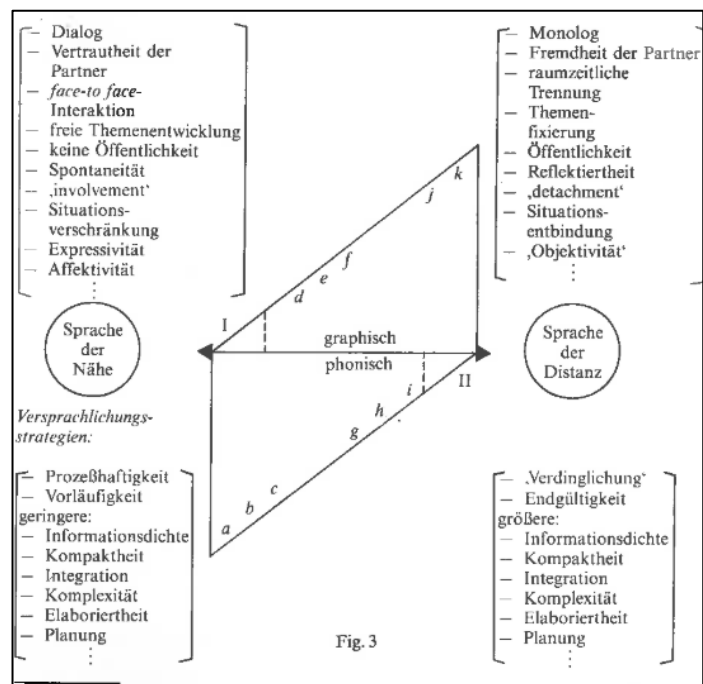 – Dialog
– Vertrautheit der
Partner
– face-to face-
Interaktion
– freie Themenentwicklung
– keine Öffentlichkeit
– Spontaneität
– ‚involvement‘
– Situations-
verschränkung
– Expressivität
– Affektivität
⋮
– Monolog
– Fremdheit der Partner
– raumzeitliche
Trennung
– Themen-
fixierung
– Öffentlichkeit
– Reflektiertheit
– ‚detachment‘
– Situations-
entbindung
– ‚Objektivität‘
⋮
k
j
f
e
d
I
Sprache
der
Nähe
graphisch
phonisch
Sprache
der
Distanz
II
i
h
g
c
b
a
Versprachlichungs-
strategien:
– Prozeßhaftigkeit
– Vorläufigkeit
geringere:
– Informationsdichte
– Kompaktheit
– Integration
– Komplexität
– Elaboriertheit
– Planung
⋮
– ‚Verdinglichung‘
– Endgültigkeit
größere:
– Informationsdichte
– Kompaktheit
– Integration
– Komplexität
– Elaboriertheit
– Planung
⋮
Fig. 3